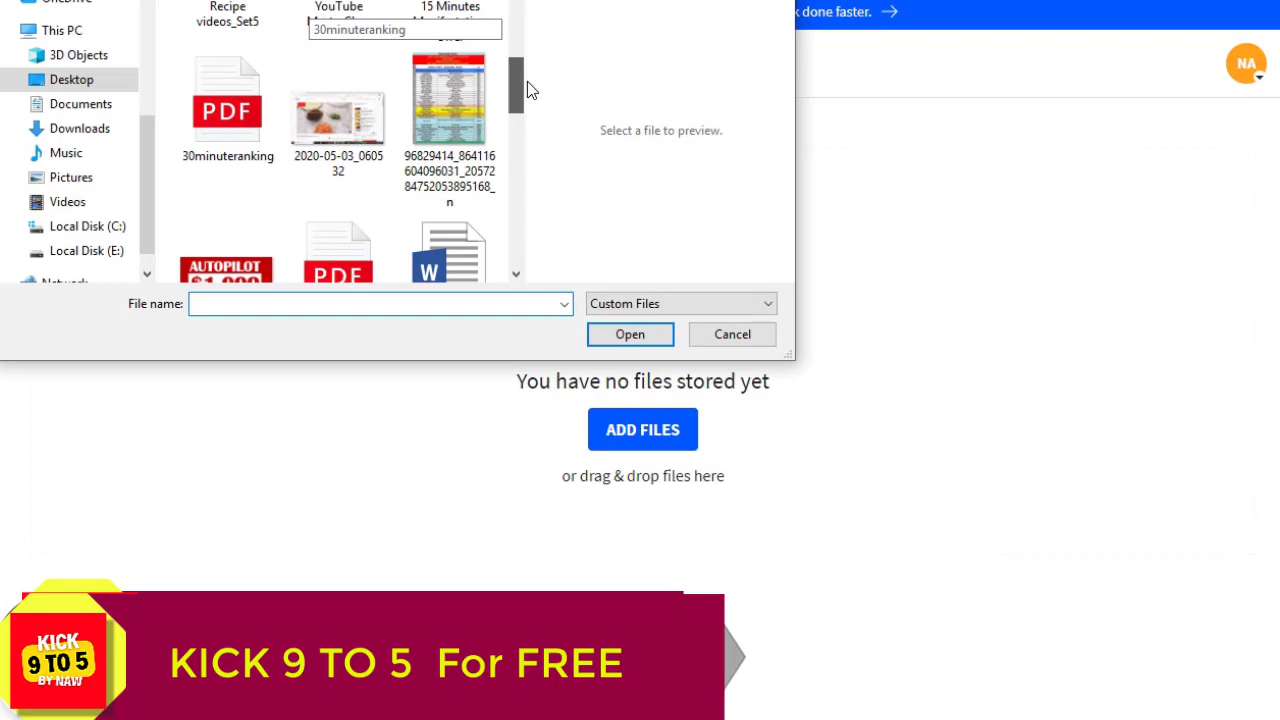 Recipe
videos_Set5
YouTube
15 Minutes
30minuteranking
k done faster.
This PC
3D Objects
Desktop
Documents
Downloads
Music
Pictures
Videos
Local Disk (C:)
Local Disk (E:)
PDF
30minuteranking
2020-05-03_0605
32
96829414_864116
604096031_20572
84752053895168_
n
AUTOPILOT
PDF
W
Select a file to preview.
NA
File name:
Custom Files
Open
Cancel
You have no files stored yet
ADD FILES
or drag & drop files here
KICK
9 TO 5
BY NAW
KICK 9 TO 5 For FREE